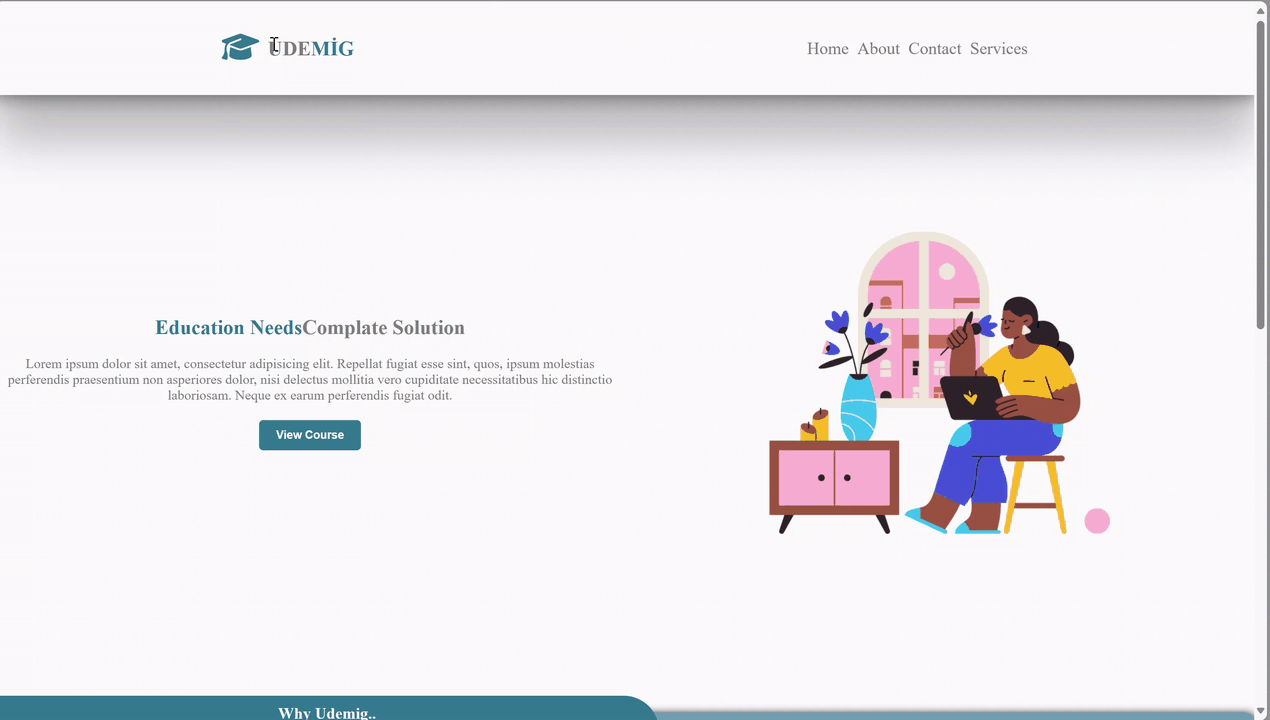 UDEMİG
Home About Contact Services
Education NeedsComplate Solution
Lorem ipsum dolor sit amet, consectetur adipisicing elit. Repellat fugiat esse sint, quos, ipsum molestias
perferendis praesentium non asperiores dolor, nisi delectus mollitia vero cupiditate necessitatibus hic distinctio
laboriosam. Neque ex earum perferendis fugiat odit.
View Course
Why Udemig..